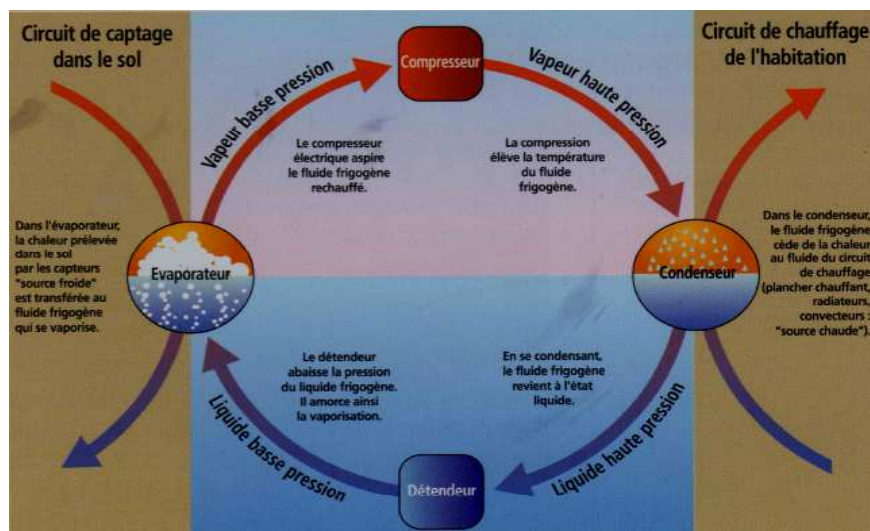 Circuit de captage
dans le sol
Circuit de chauffage
de l'habitation
Compresseur
Vapeur basse pression
Vapeur haute pression
Le compresseur
électrique aspire
le fluide frigogène
rechauffé.
La compression
élève la température
du fluide
frigogène.
Dans l'évaporateur,
la chaleur prélevée
dans le sol
par les capteurs
"source froide"
est transférée au
fluide frigogène
qui se vaporise.
Evaporateur
Condenseur
Dans le condenseur,
le fluide frigogéne
cède de la chaleur
au fluide du circuit
de chauffage
(plancher chauffant,
radiateurs.
convecteurs :
"source chaude").
Le détendeur
abaisse la pression
du liquide frigogène.
Il amorce ainsi
la vaporisation.
En se condensant,
le fluide frigogène
revient à l'état
liquide.
Liquide basse pression
Liquide haute pression
Détendeur